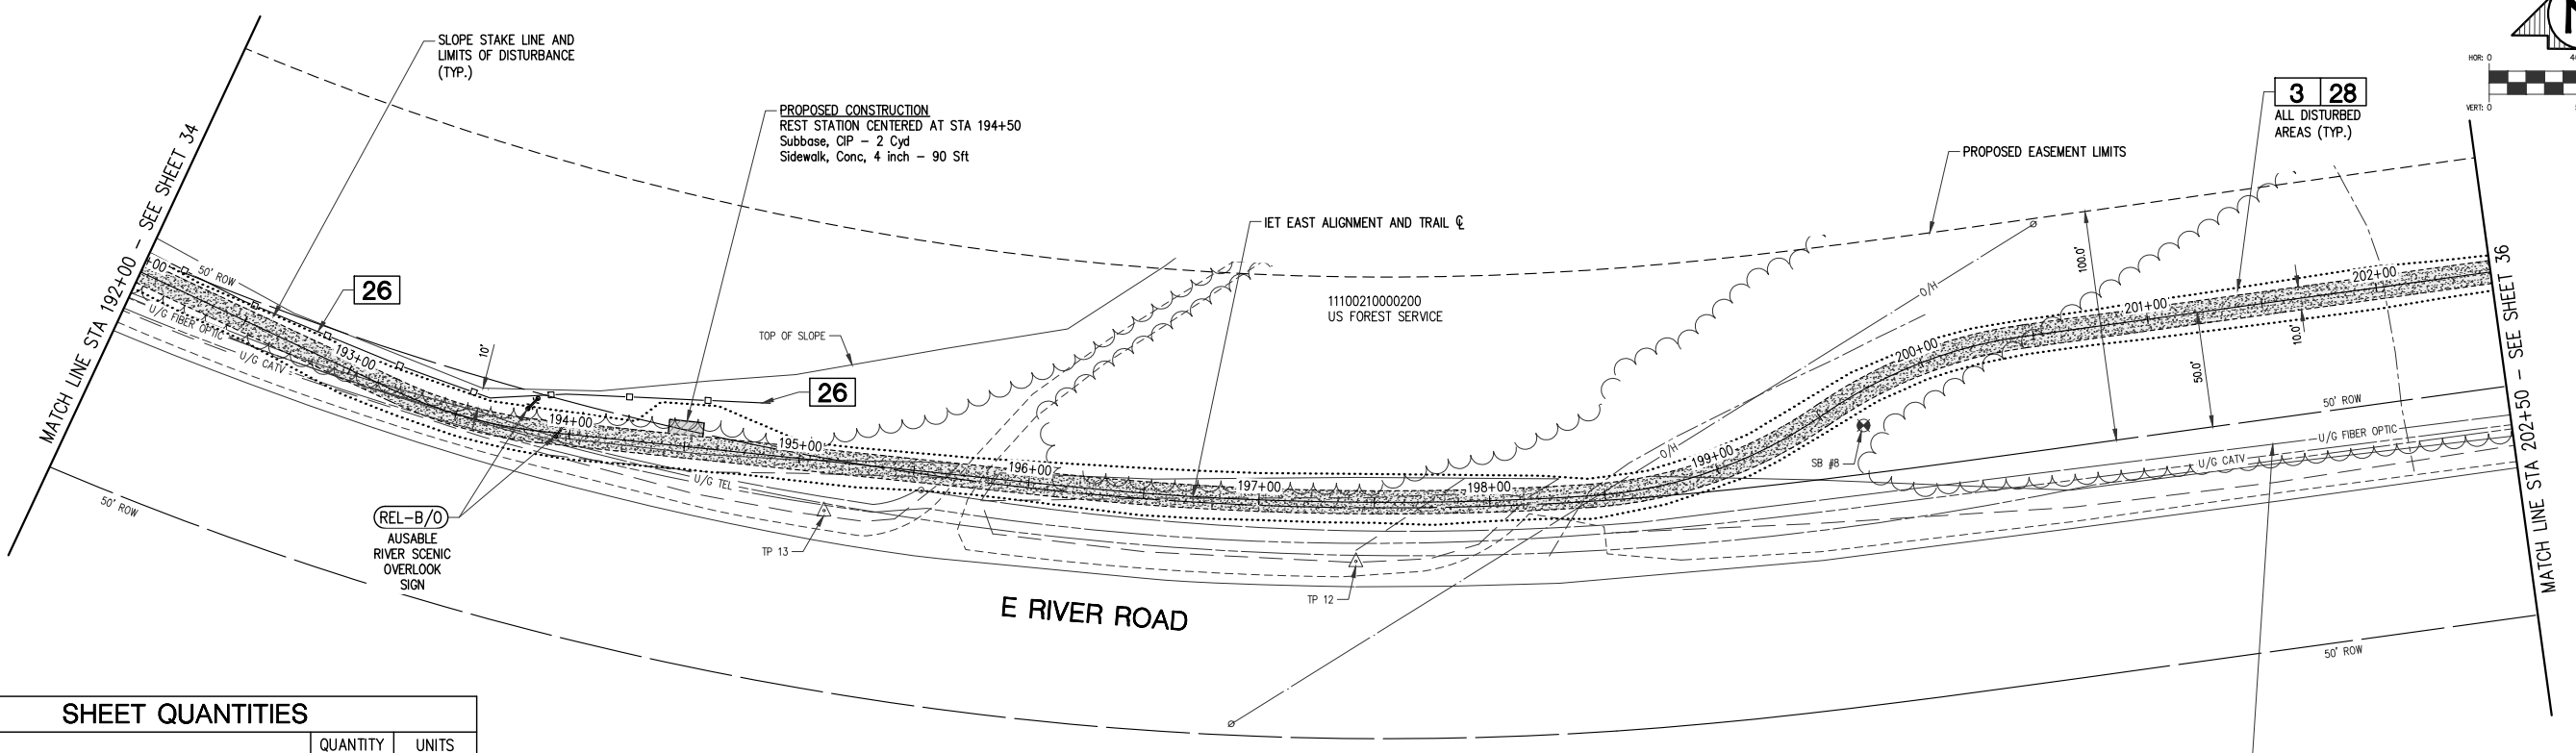 SLOPE STAKE LINE AND
LIMITS OF DISTURBANCE
(TYP.)
PROPOSED CONSTRUCTION
REST STATION CENTERED AT STA 194+50
Subbase, CIP - 2 Cyd
Sidewalk, Conc, 4 inch - 90 Sft
HOR: 0
VERT: 0
3 28
ALL DISTURBED
AREAS (TYP.)
PROPOSED EASEMENT LIMITS
IET EAST ALIGNMENT AND TRAIL ℄
MATCH LINE STA 192+00 - SEE SHEET 34
50' ROW
26
11100210000200
US FOREST SERVICE
TOP OF SLOPE
10'
26
+00
193+00
194+00
195+00
196+00
197+00
198+00
199+00
200+00
201+00
202+00
O/H
O/H
100.0'
50.0'
10.0'
U/G FIBER OPTIC
U/G CATV
U/G TEL
SB #8
50' ROW
U/G FIBER OPTIC
U/G CATV
MATCH LINE STA 202+50 - SEE SHEET 36
50' ROW
REL-B/O
AUSABLE
RIVER SCENIC
OVERLOOK
SIGN
TP 13
TP 12
E RIVER ROAD
50' ROW
SHEET QUANTITIES
QUANTITY UNITS